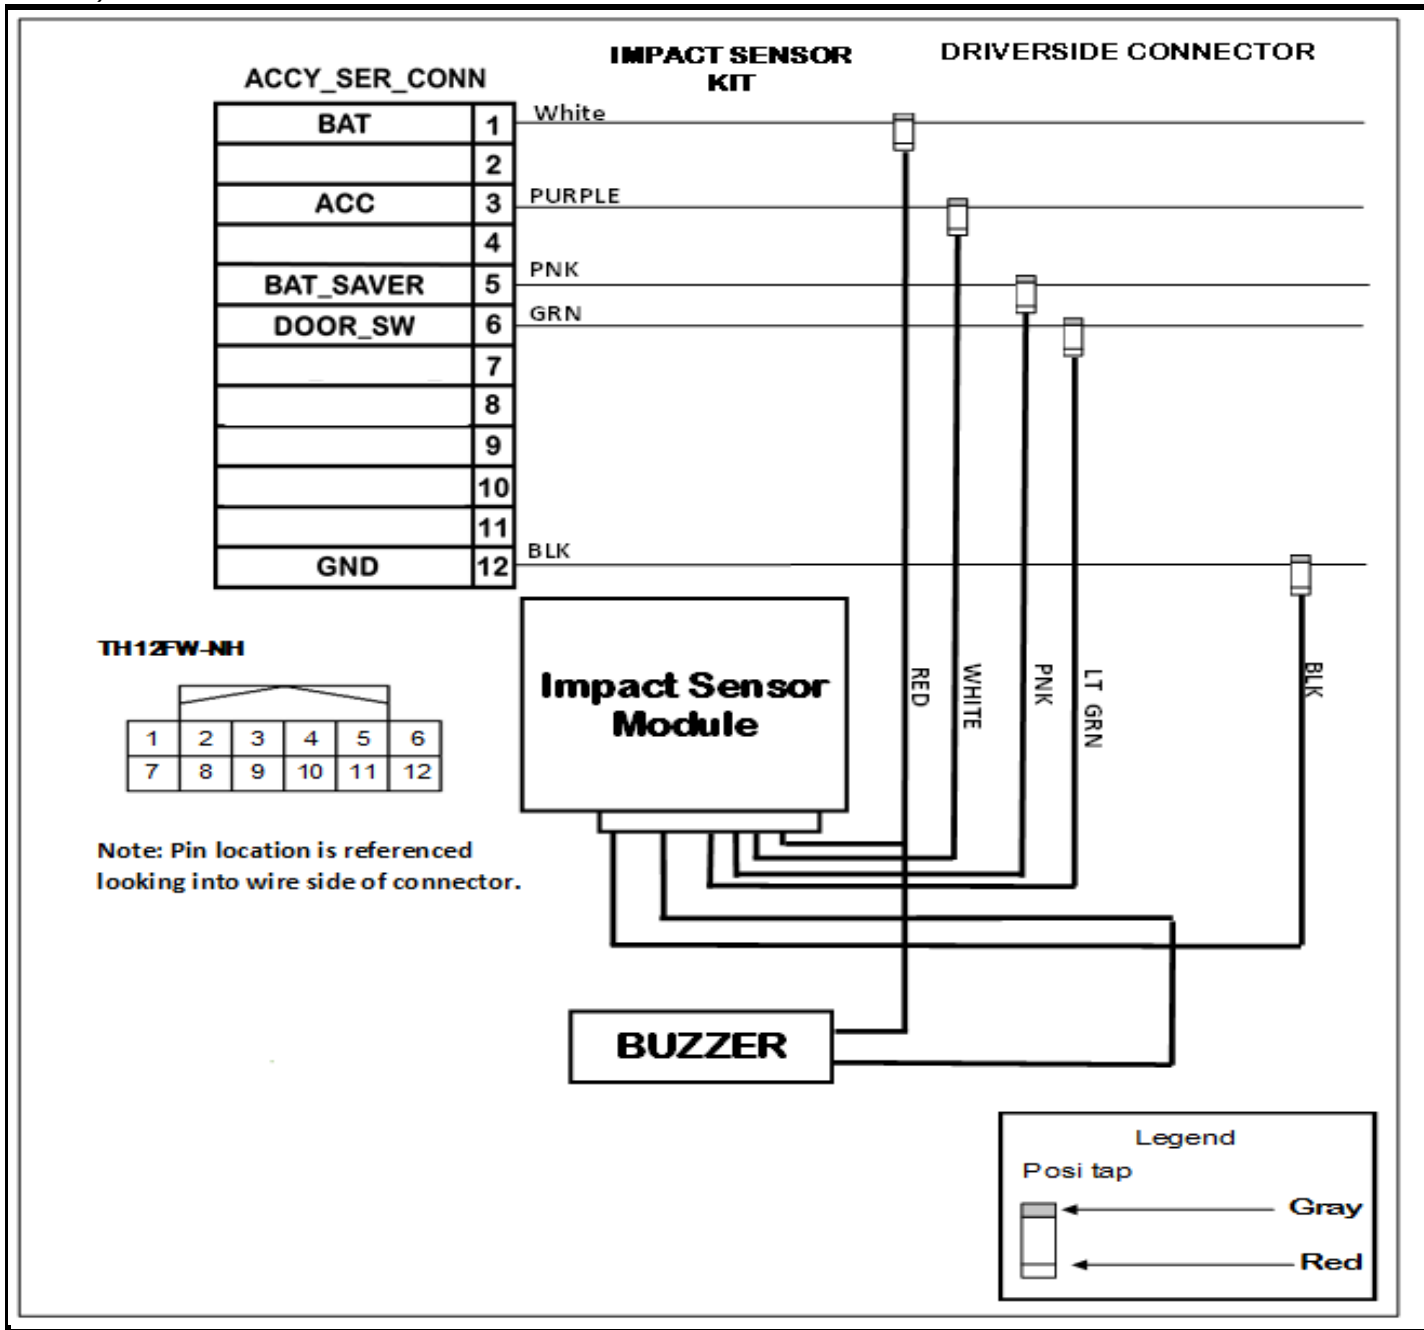 IMPACT SENSOR
KIT
DRIVERSIDE CONNECTOR
ACCY_SER_CONN
BAT 1 White
2
ACC 3 PURPLE
4
BAT_SAVER 5 PNK
DOOR_SW 6 GRN
7
8
9
10
11
GND 12 BLK
TH12FW-NH
1 2 3 4 5 6
7 8 9 10 11 12
Note: Pin location is referenced
looking into wire side of connector.
Impact Sensor
Module
RED
WHITE
PNK
LT GRN
BLK
BUZZER
Legend
Posi tap
Gray
Red